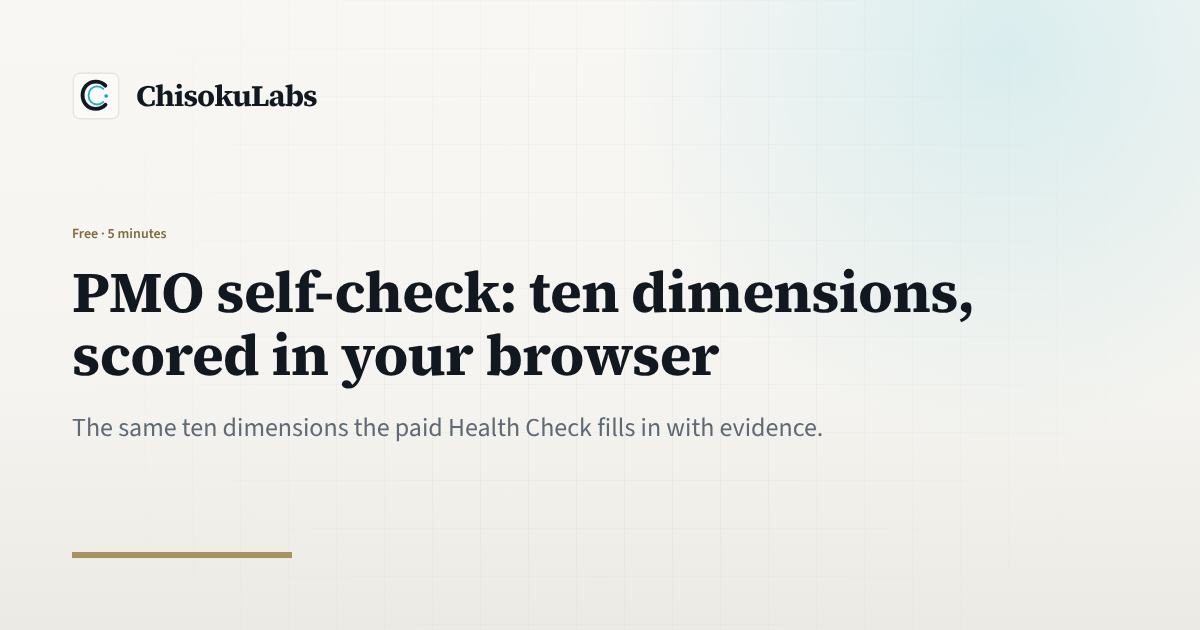 ChisokuLabs
Free · 5 minutes
PMO self-check: ten dimensions,
scored in your browser
The same ten dimensions the paid Health Check fills in with evidence.